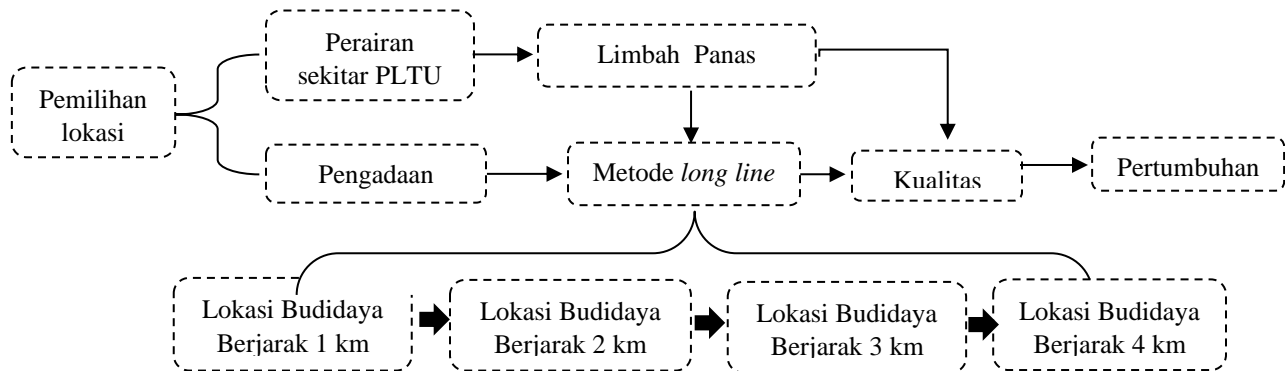 Pemilihan
lokasi
Perairan
sekitar PLTU
Limbah Panas
Pengadaan
Metode long line
Kualitas
Pertumbuhan
Lokasi Budidaya
Berjarak 1 km
Lokasi Budidaya
Berjarak 2 km
Lokasi Budidaya
Berjarak 3 km
Lokasi Budidaya
Berjarak 4 km